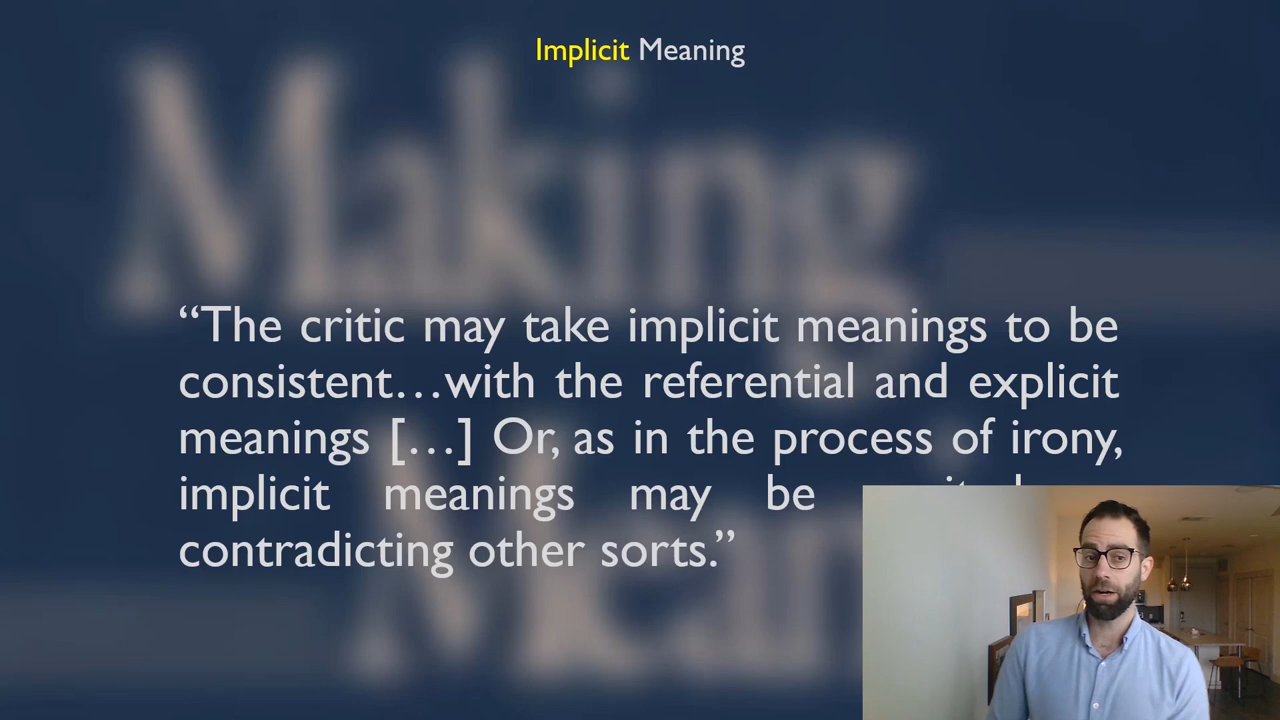 Implicit Meaning
Making
“The critic may take implicit meanings to be
consistent…with the referential and explicit
meanings […] Or, as in the process of irony,
implicit meanings may be
contradicting other sorts.”